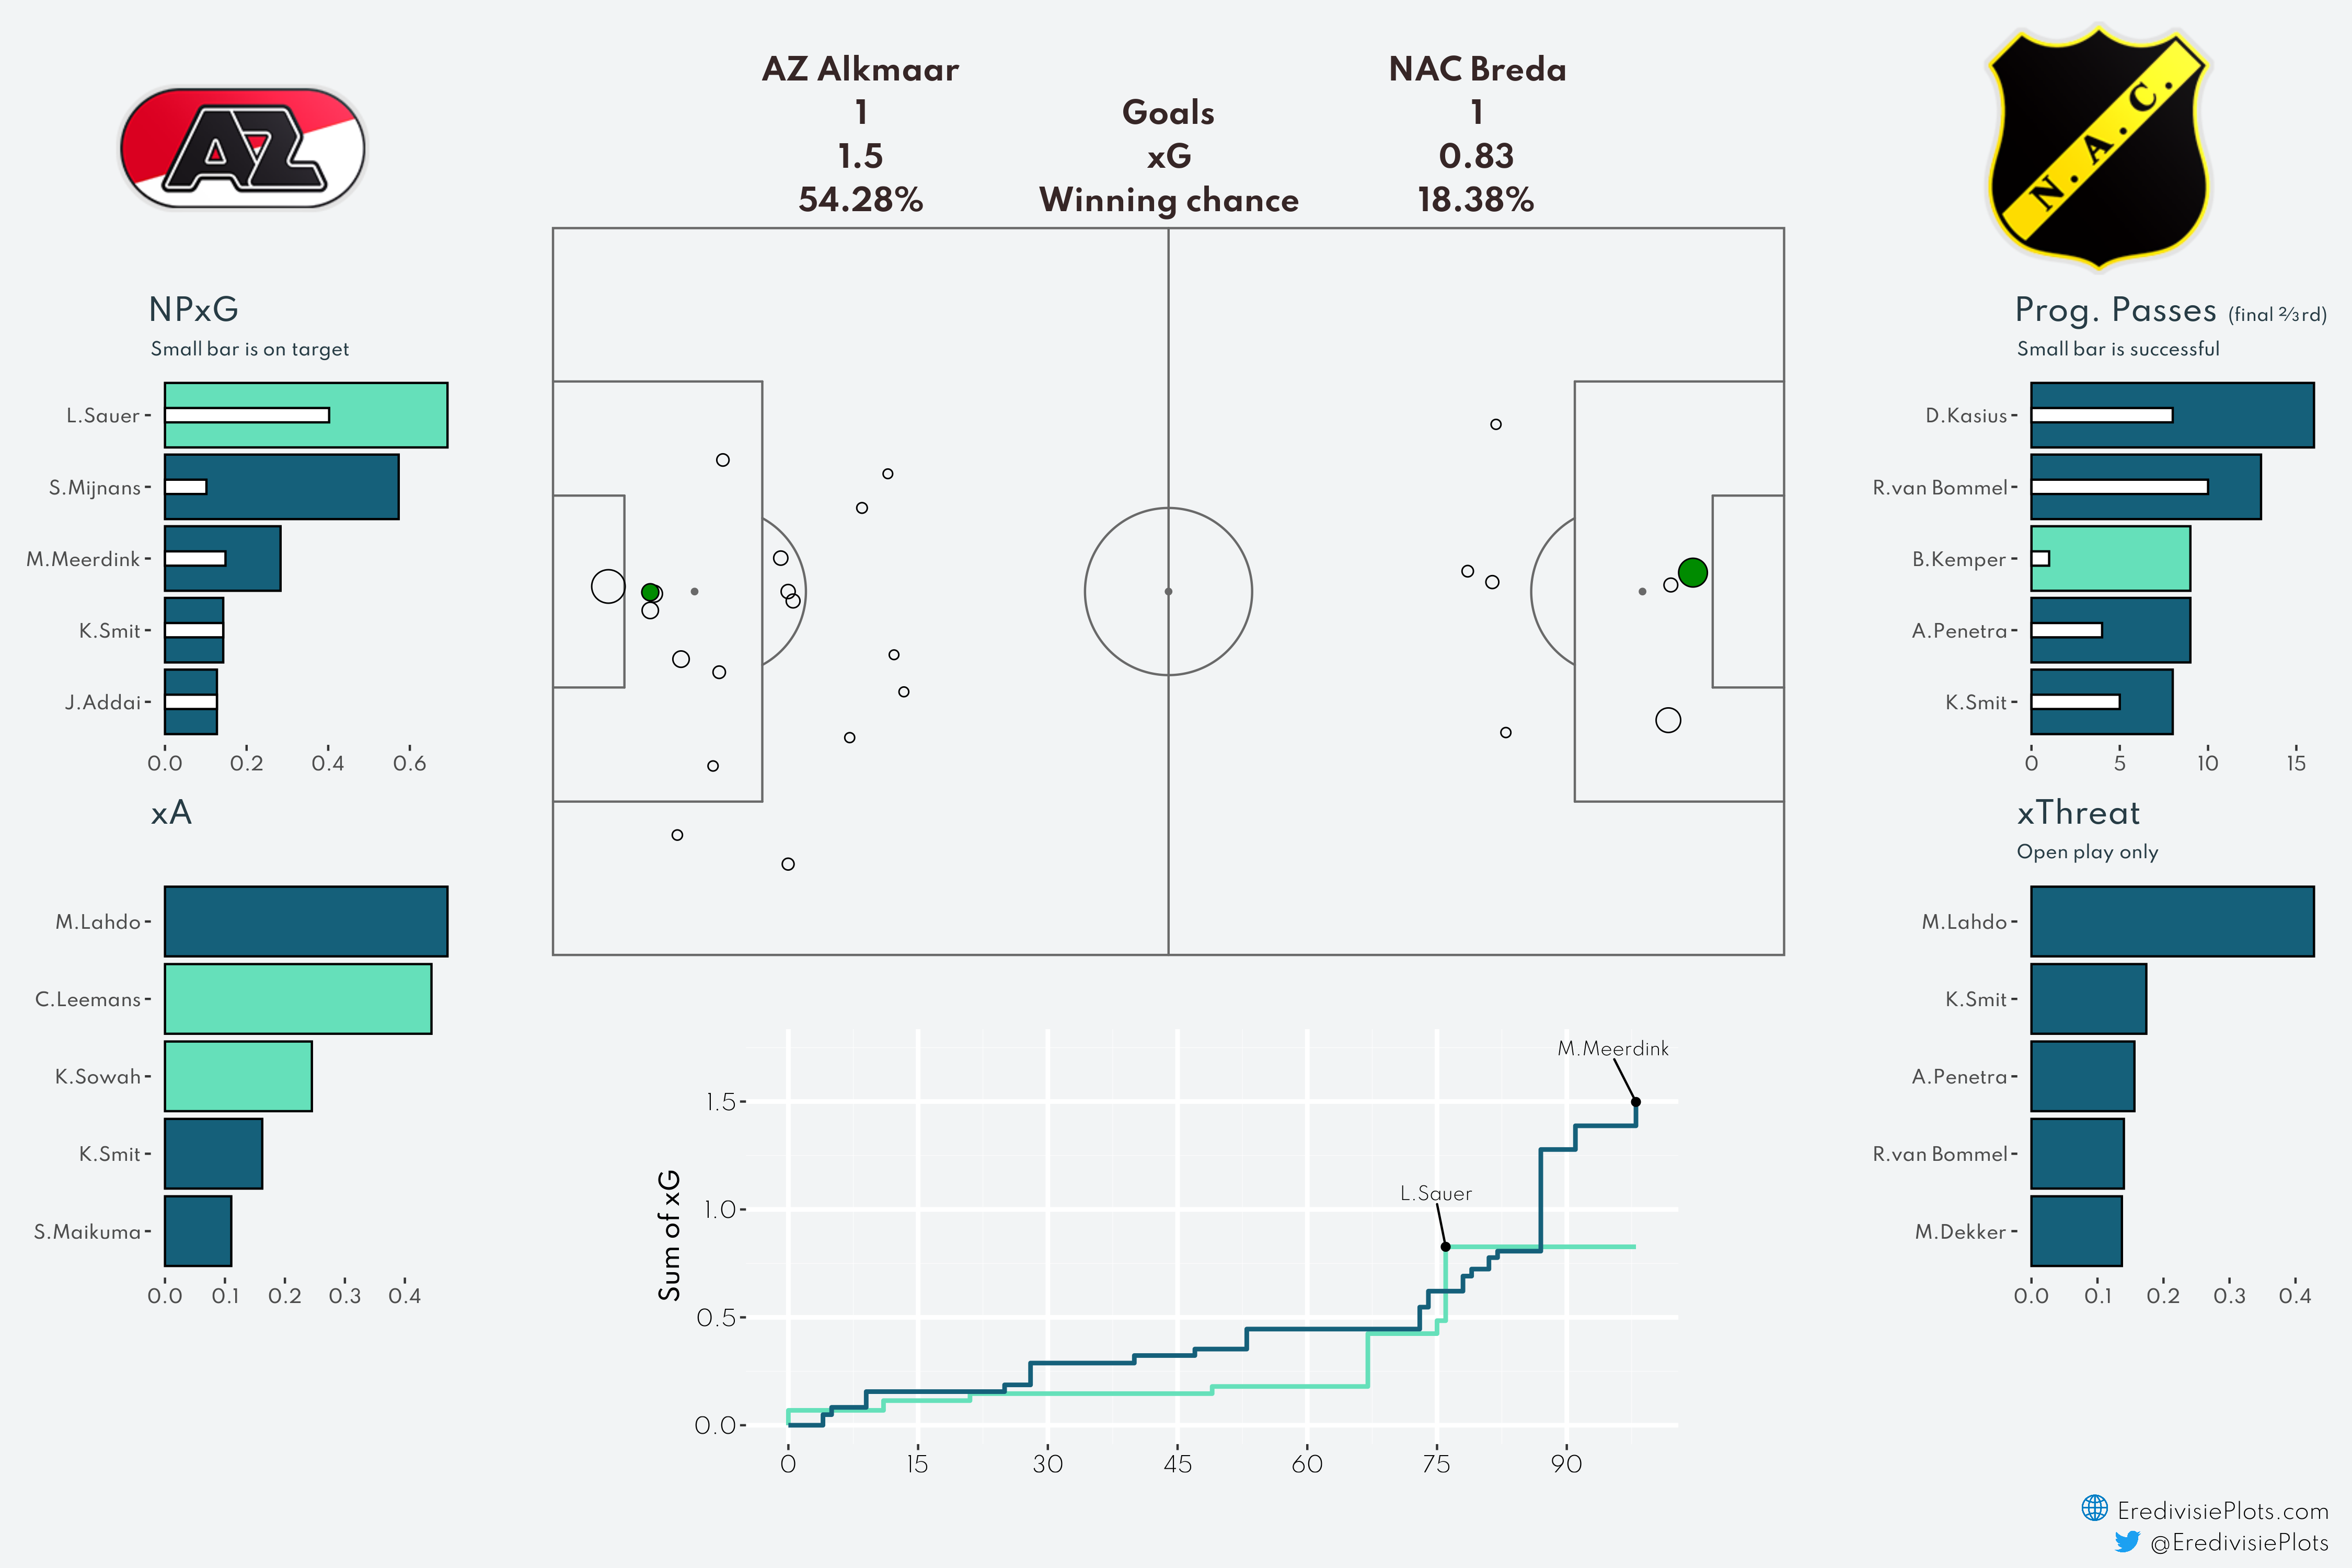 AZ Alkmaar NAC Breda
1 Goals 1
1.5 xG 0.83
54.28% Winning chance 18.38%
AZ
N.A.C.
NPxG
Small bar is on target
L.Sauer
S.Mijnans
M.Meerdink
K.Smit
J.Addai
0.0 0.2 0.4 0.6
xA
M.Lahdo
C.Leemans
K.Sowah
K.Smit
S.Maikuma
0.0 0.1 0.2 0.3 0.4
Prog. Passes (final ⅔rd)
Small bar is successful
D.Kasius
R.van Bommel
B.Kemper
A.Penetra
K.Smit
0 5 10 15
xThreat
Open play only
M.Lahdo
K.Smit
A.Penetra
R.van Bommel
M.Dekker
0.0 0.1 0.2 0.3 0.4
Sum of xG
1.5
1.0
0.5
0.0
M.Meerdink
L.Sauer
0 15 30 45 60 75 90
EredivisiePlots.com
@EredivisiePlots